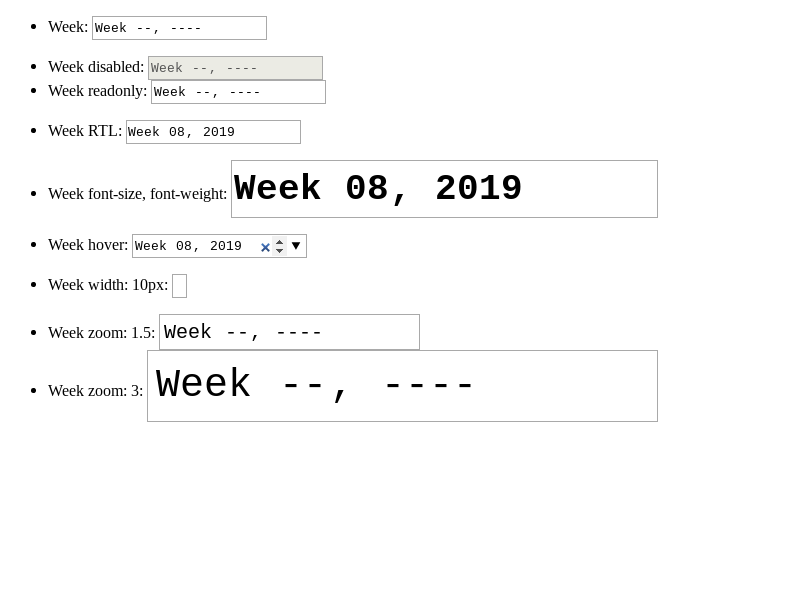 Week: Week --, ----
Week disabled: Week --, ----
Week readonly: Week --, ----
Week RTL: Week 08, 2019
Week font-size, font-weight: Week 08, 2019
Week hover: Week 08, 2019
Week width: 10px:
Week zoom: 1.5: Week --, ----
Week zoom: 3: Week --, ----